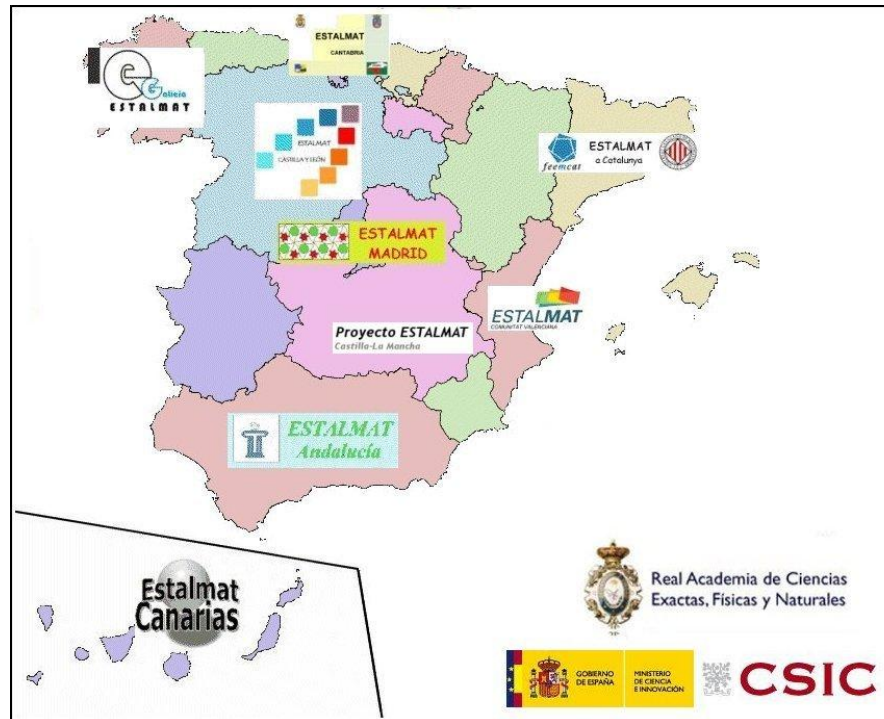 ESTALMAT
CANTABRIA
Galicia
ESTALMAT
ESTALMAT
CASTILLA Y LEÓN
feemcat
ESTALMAT
a Catalunya
ESTALMAT
MADRID
ESTALMAT
COMUNITAT VALENCIANA
Proyecto ESTALMAT
Castilla-La Mancha
ESTALMAT
Andalucía
Estalmat
Canarias
Real Academia de Ciencias
Exactas, Físicas y Naturales
GOBIERNO
DE ESPAÑA
MINISTERIO
DE CIENCIA
E INNOVACIÓN
CSIC